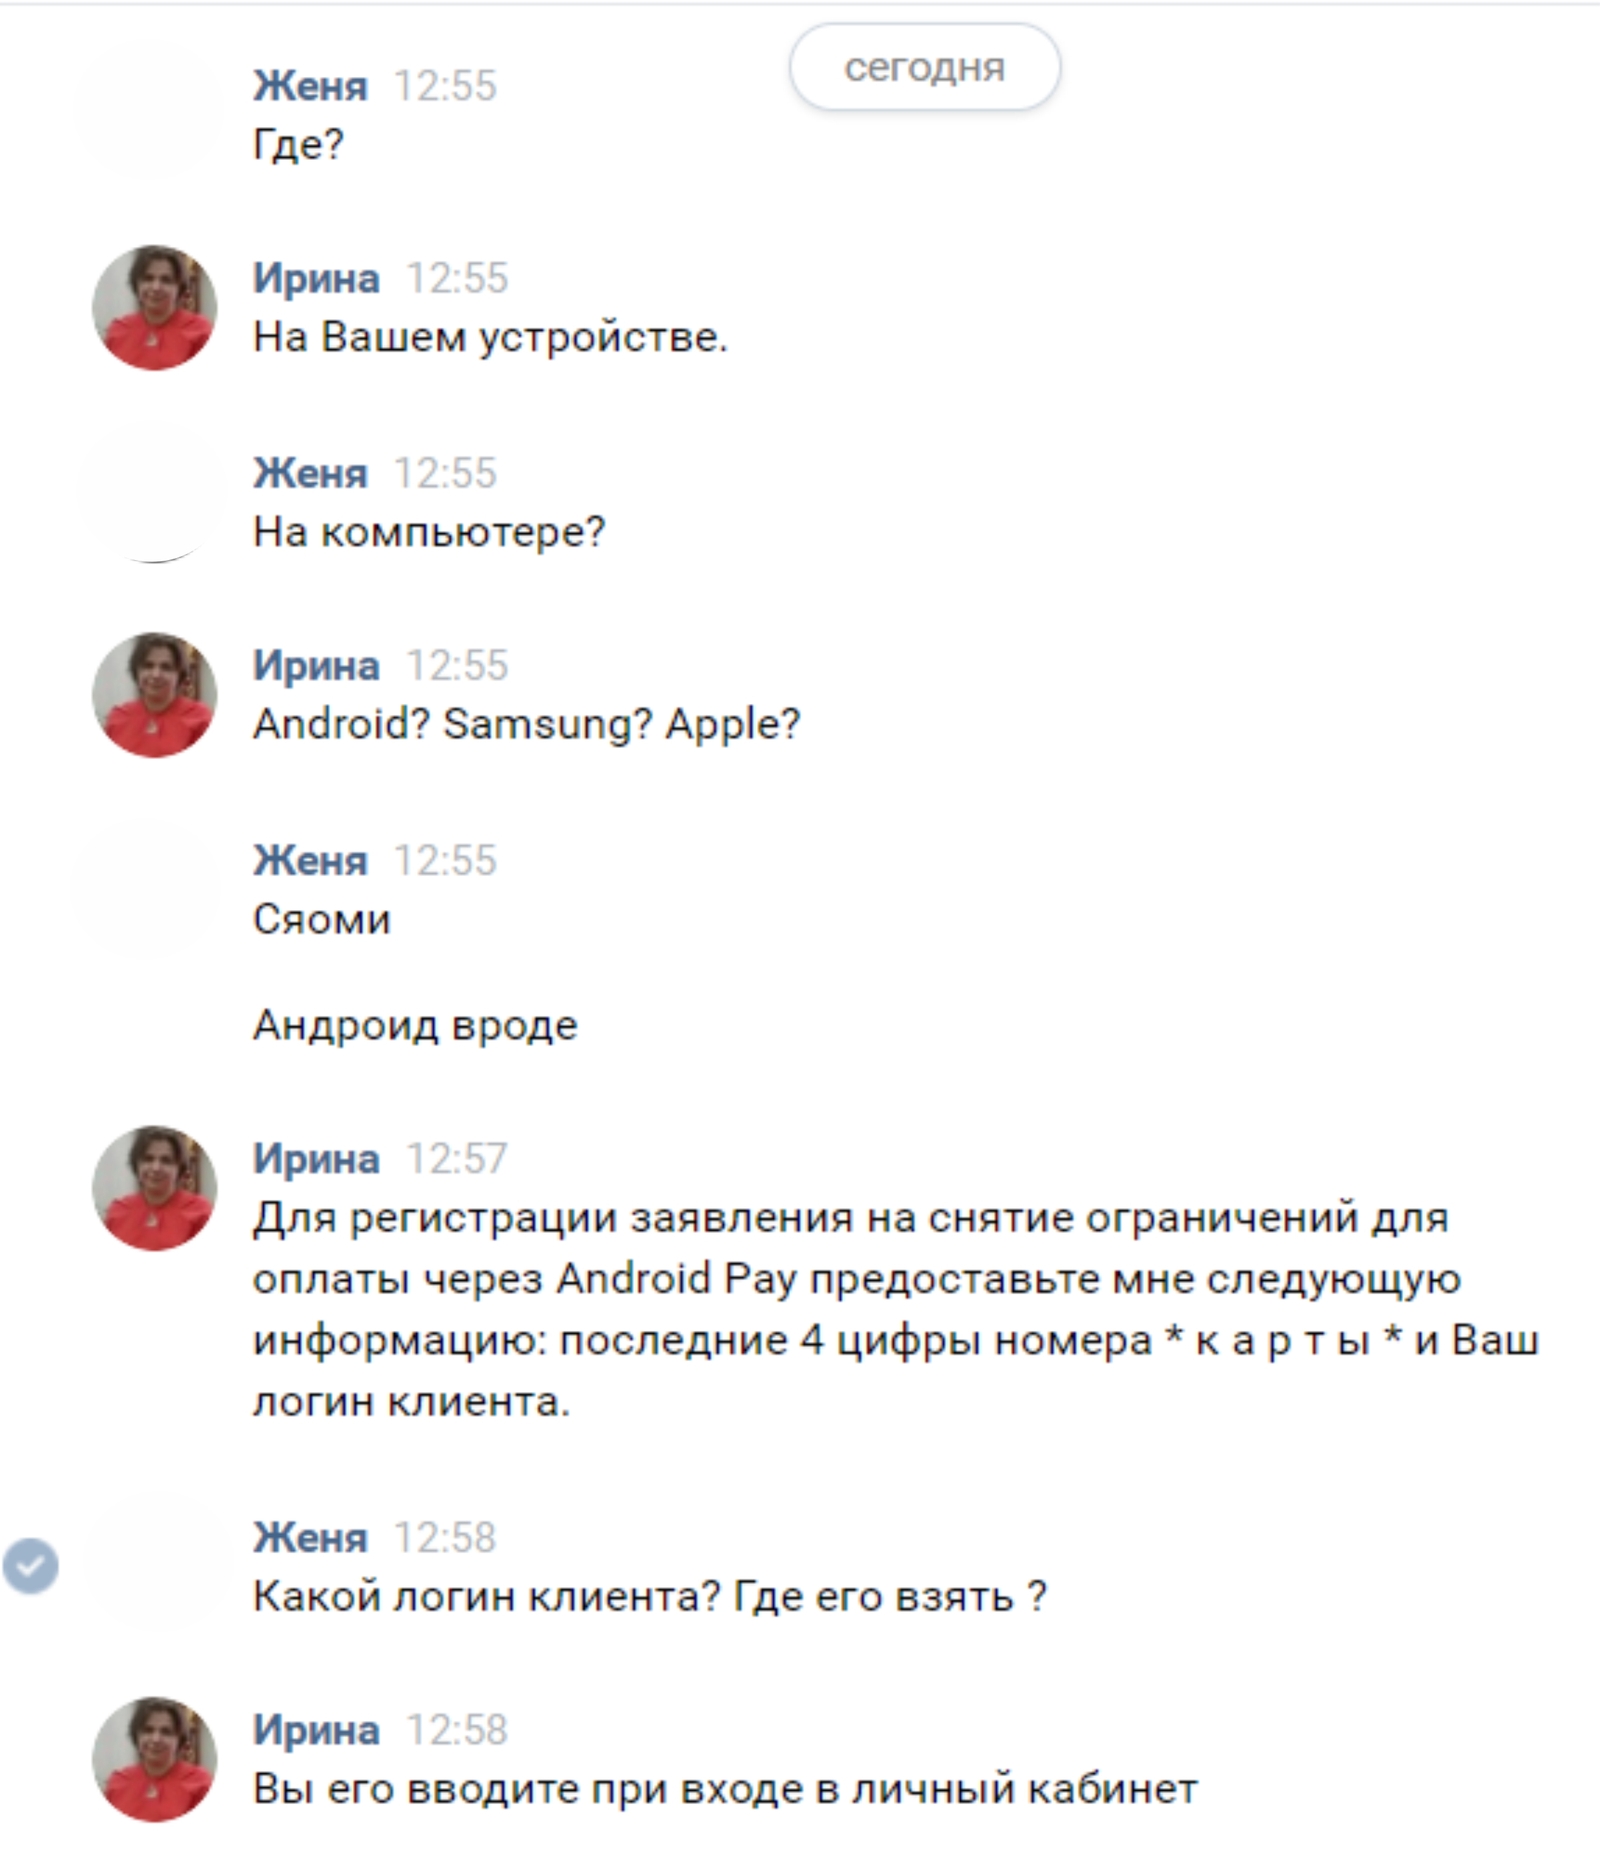 сегодня
Женя 12:55
Где?
Ирина 12:55
На Вашем устройстве.
Женя 12:55
На компьютере?
Ирина 12:55
Android? Samsung? Apple?
Женя 12:55
Сяоми
Андроид вроде
Ирина 12:57
Для регистрации заявления на снятие ограничений для
оплаты через Android Pay предоставьте мне следующую
информацию: последние 4 цифры номера * к а р т ы * и Ваш
логин клиента.
Женя 12:58
Какой логин клиента? Где его взять ?
Ирина 12:58
Вы его вводите при входе в личный кабинет